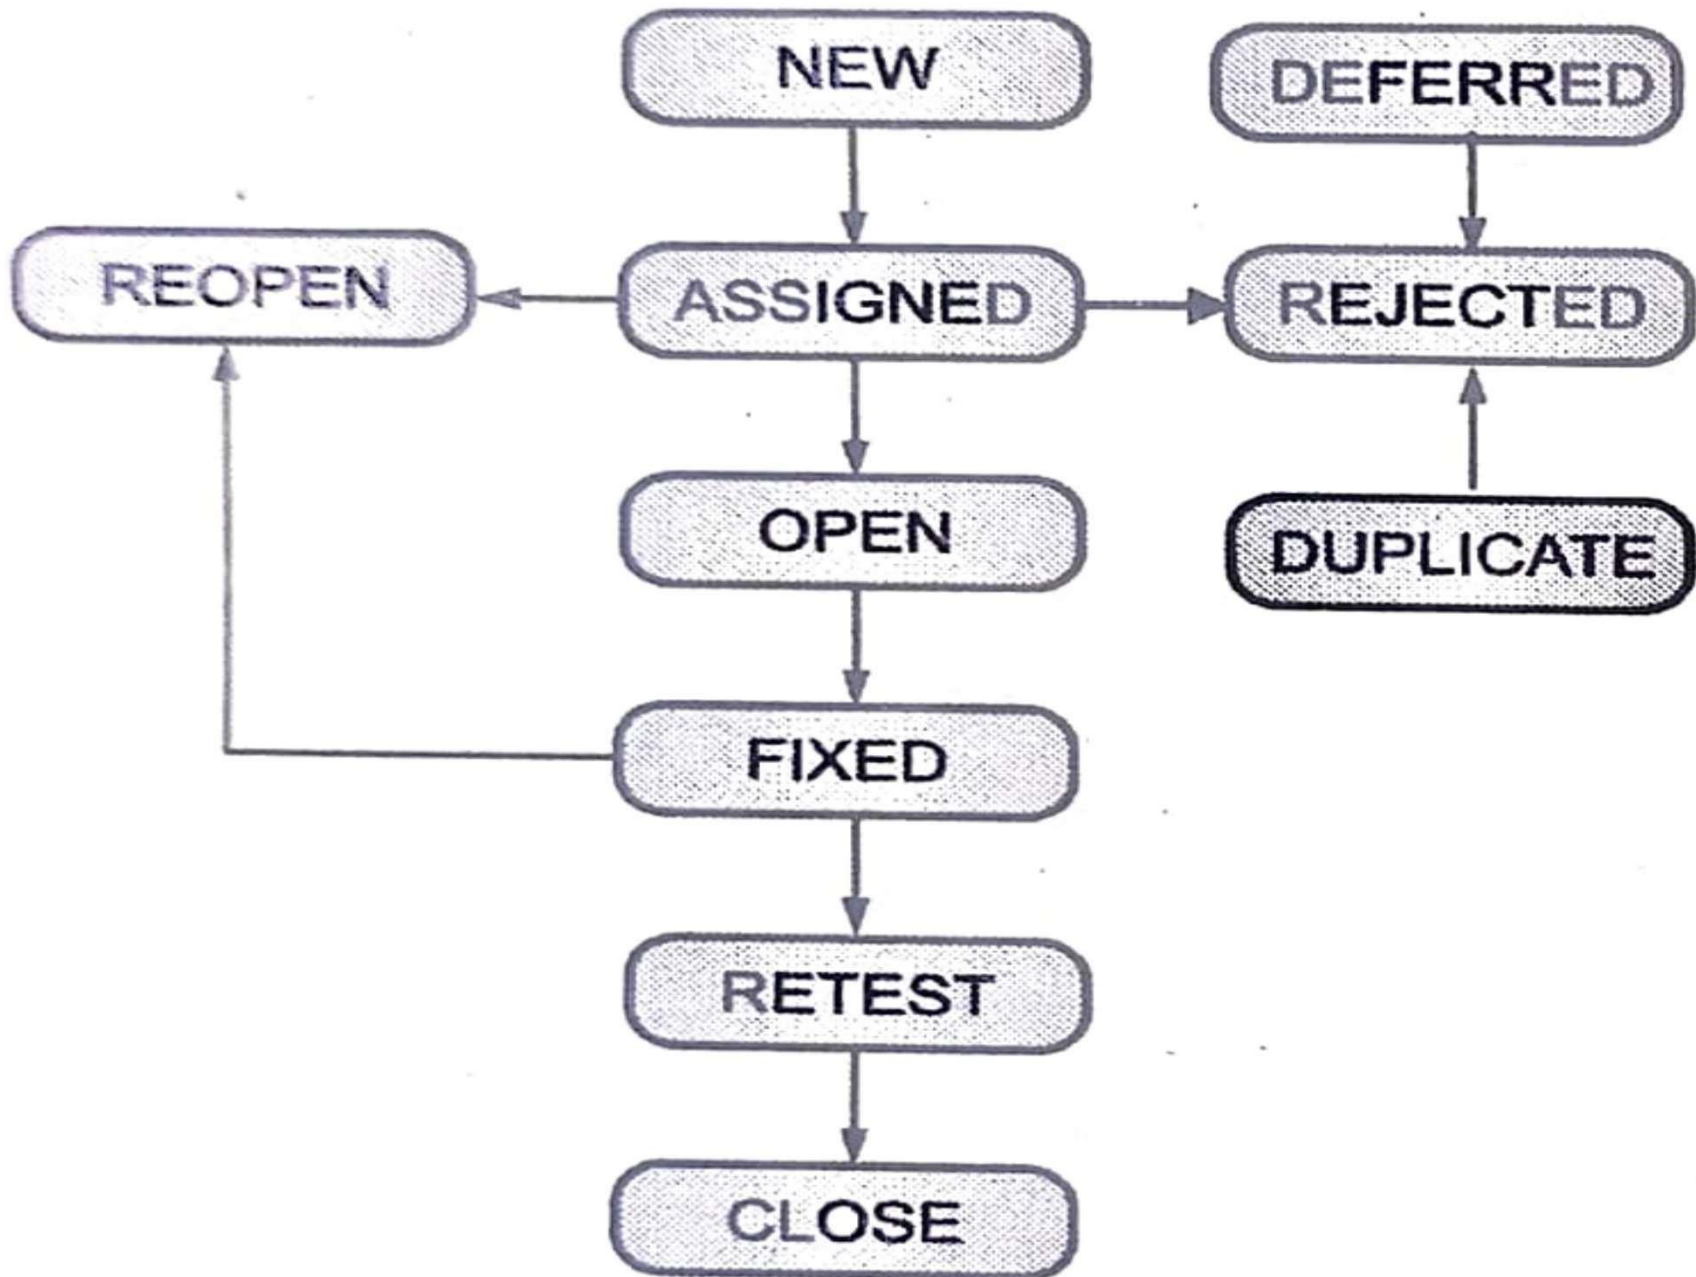 NEW
DEFERRED
REOPEN
ASSIGNED
REJECTED
OPEN
DUPLICATE
FIXED
RETEST
CLOSE